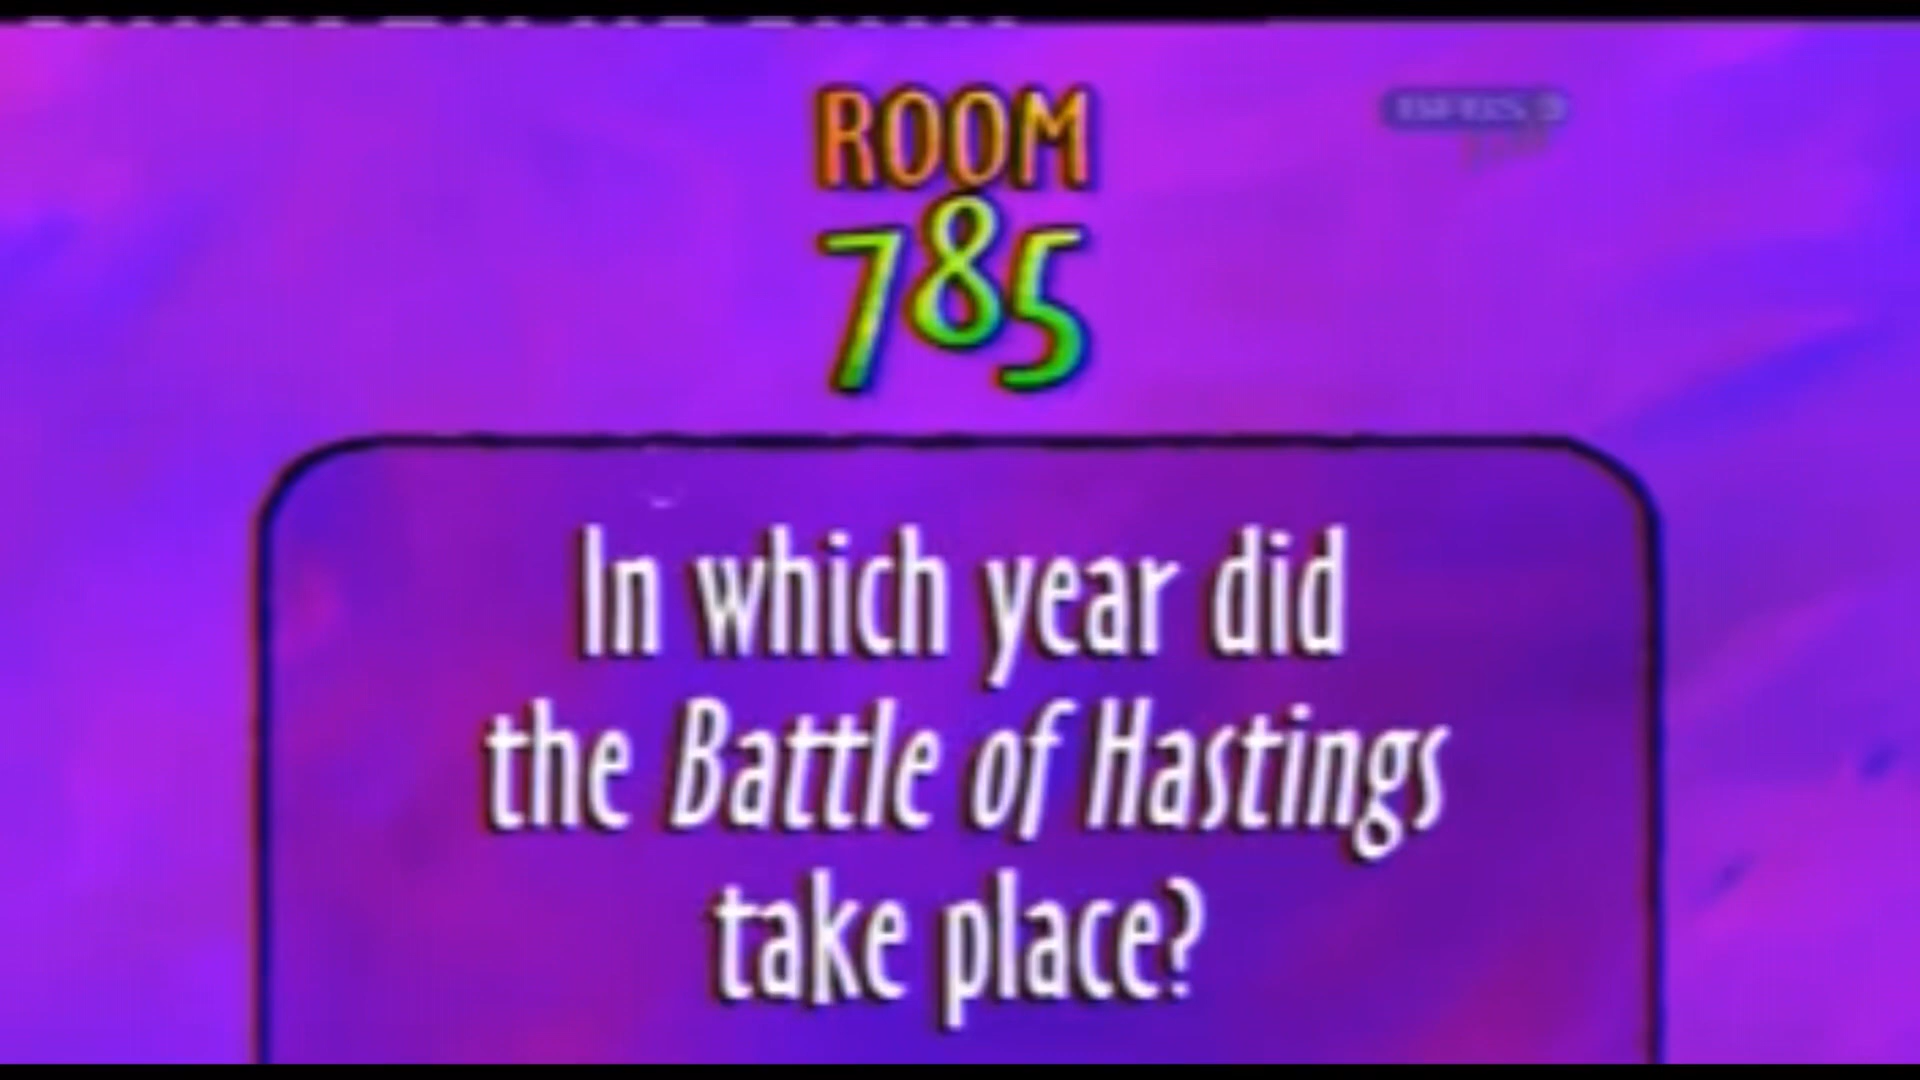 ROOM
785
In which year did
the Battle of Hastings
take place?